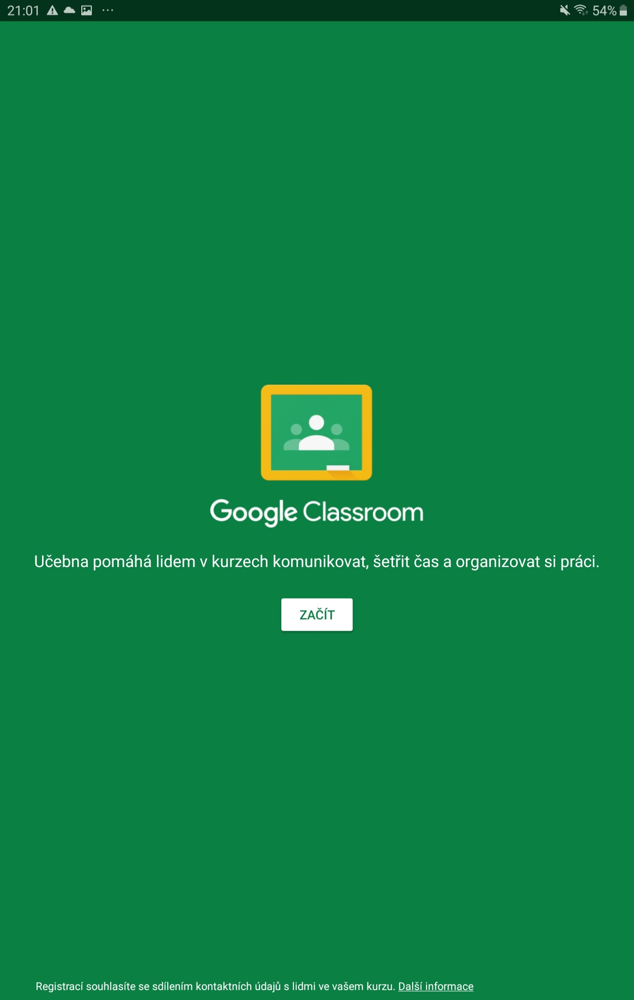 21:01
54%
Google Classroom
Učebna pomáhá lidem v kurzech komunikovat, šetřit čas a organizovat si práci.
ZAČÍT
Registrací souhlasíte se sdílením kontaktních údajů s lidmi ve vašem kurzu. Další informace